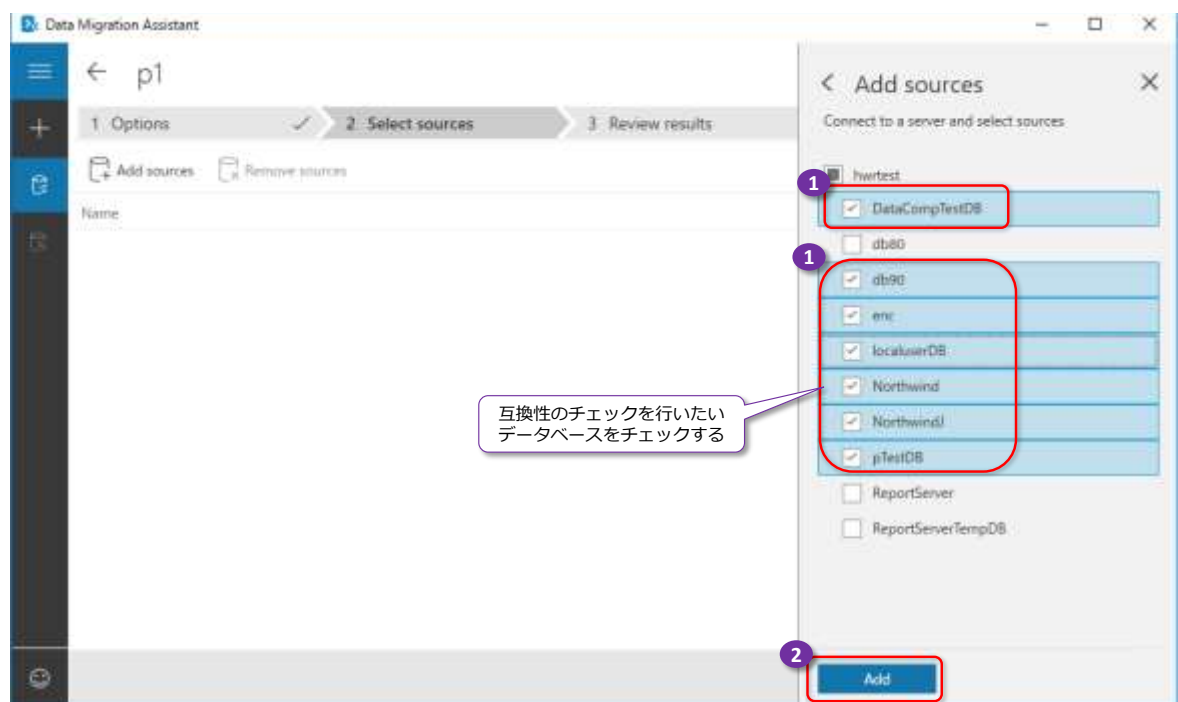 Data Migration Assistant
p1
1 Options
2 Select sources
3 Review results
Add sources
Remove sources
Name
Add sources
Connect to a server and select sources
hwrtest
1
DataCompTestDB
db80
1
db90
enc
localuserDB
Northwind
NorthwindJ
pTestDB
ReportServer
ReportServerTempDB
互換性のチェックを行いたい
データベースをチェックする
2
Add